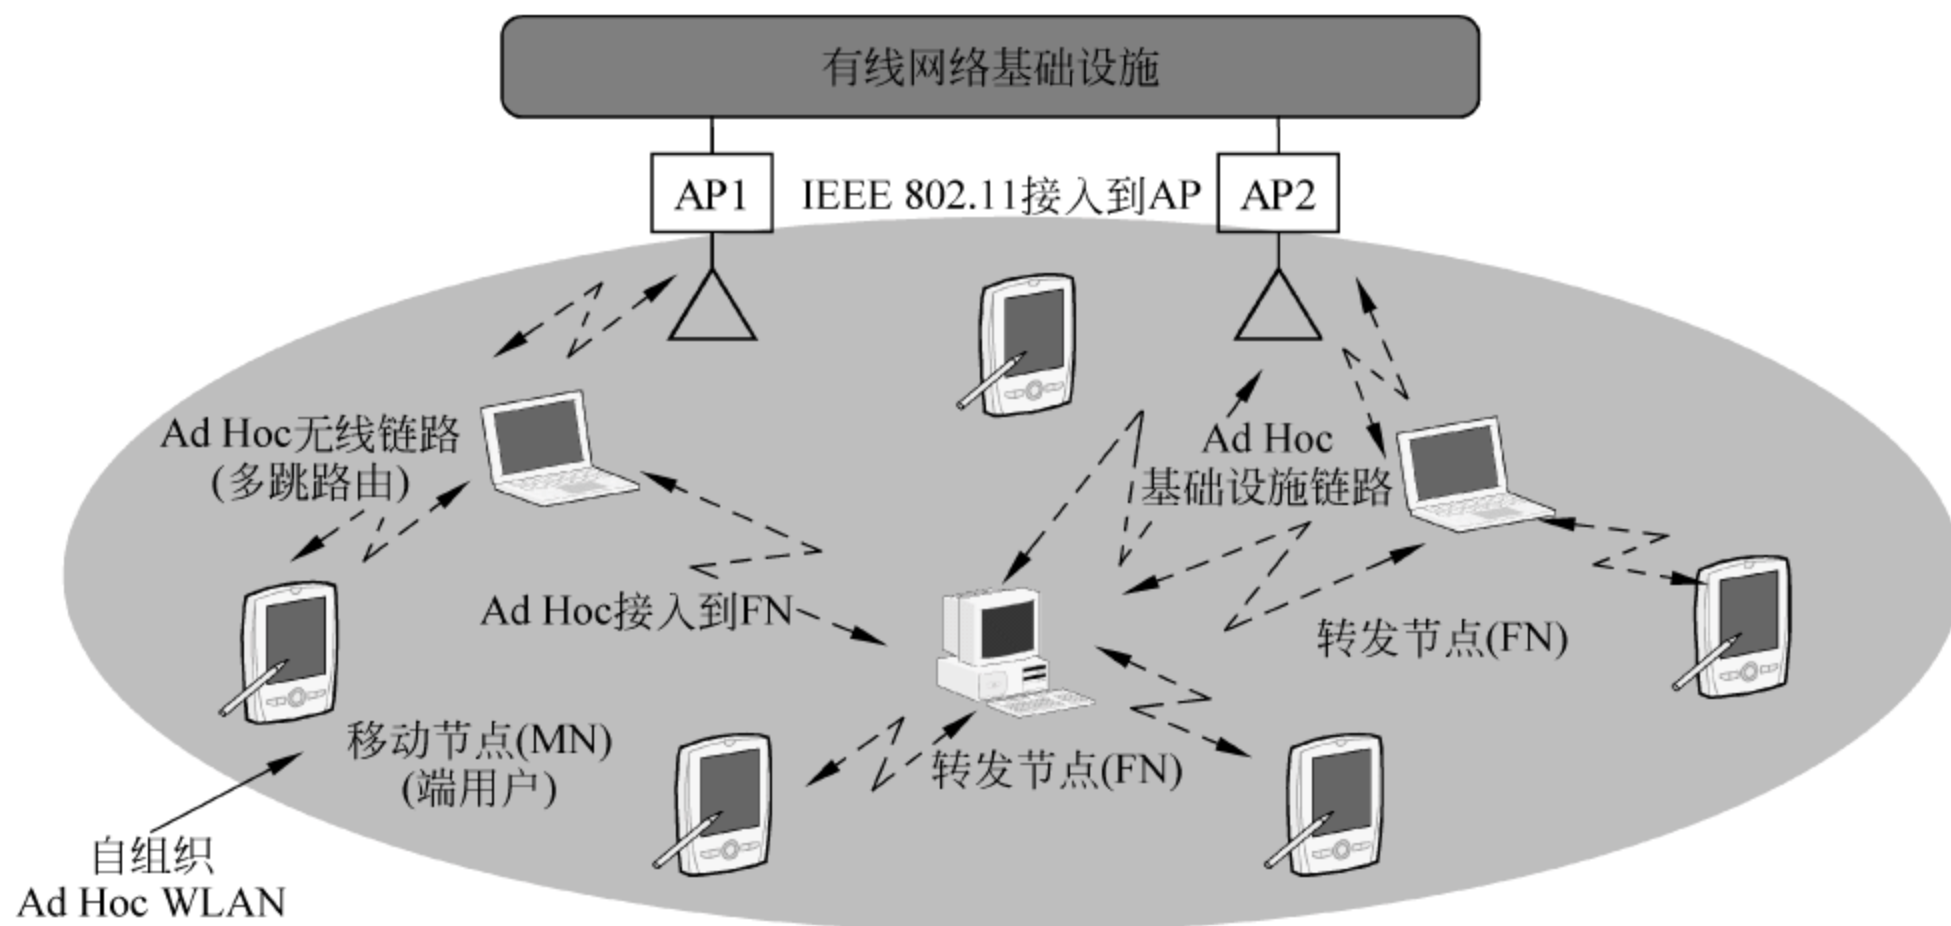 有线网络基础设施
AP1
IEEE 802.11接入到AP
AP2
Ad Hoc无线链路
(多跳路由)
Ad Hoc
基础设施链路
Ad Hoc接入到FN
转发节点(FN)
移动节点(MN)
(端用户)
转发节点(FN)
自组织
Ad Hoc WLAN